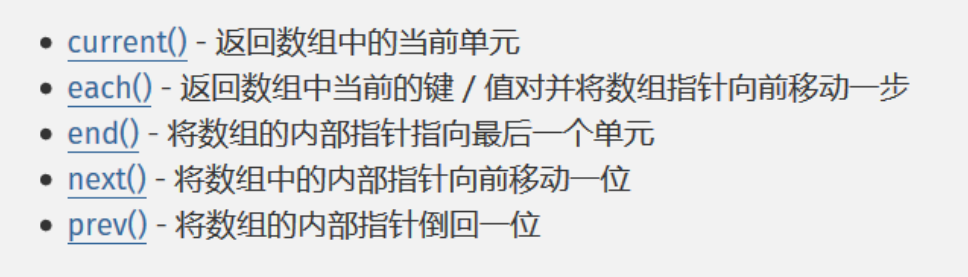 • current() - 返回数组中的当前单元
• each() - 返回数组中当前的键 / 值对并将数组指针向前移动一步
• end() - 将数组的内部指针指向最后一个单元
• next() - 将数组中的内部指针向前移动一位
• prev() - 将数组的内部指针倒回一位